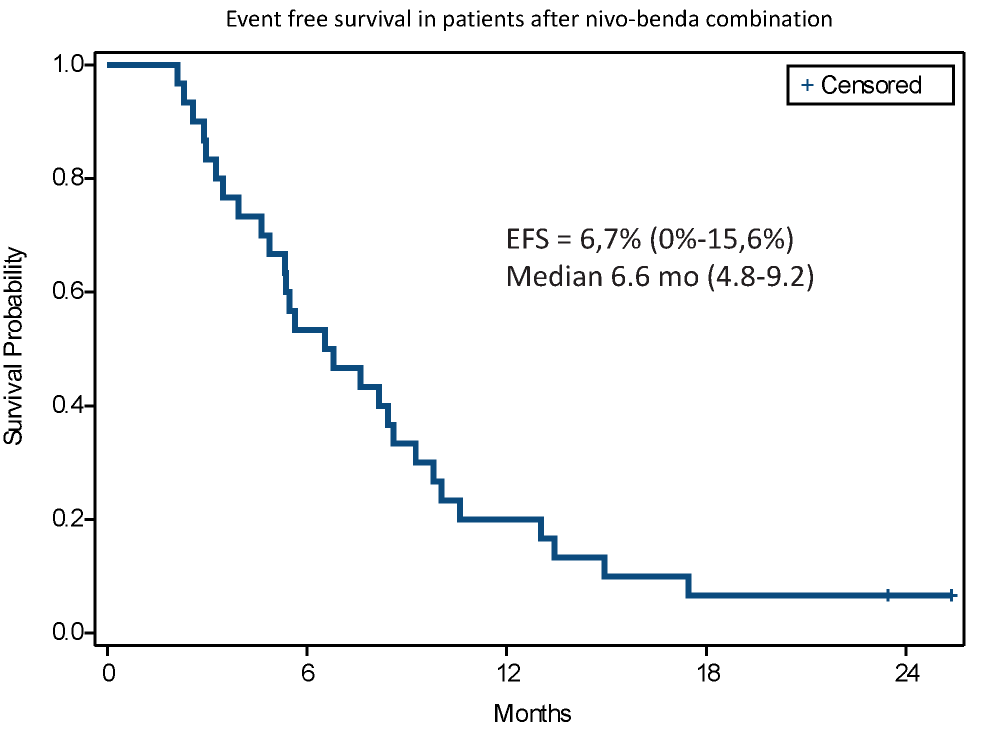 Event free survival in patients after nivo-benda combination
1.0
+ Censored
0.8
EFS = 6,7% (0%-15,6%)
Median 6.6 mo (4.8-9.2)
0.6
Survival Probability
0.4
0.2
0.0
0 6 12 18 24
Months